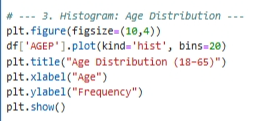 # --- 3. Histogram: Age Distribution ---
plt.figure(figsize=(10,4))
df['AGEP'].plot(kind='hist', bins=20)
plt.title("Age Distribution (18-65)")
plt.xlabel("Age")
plt.ylabel("Frequency")
plt.show()